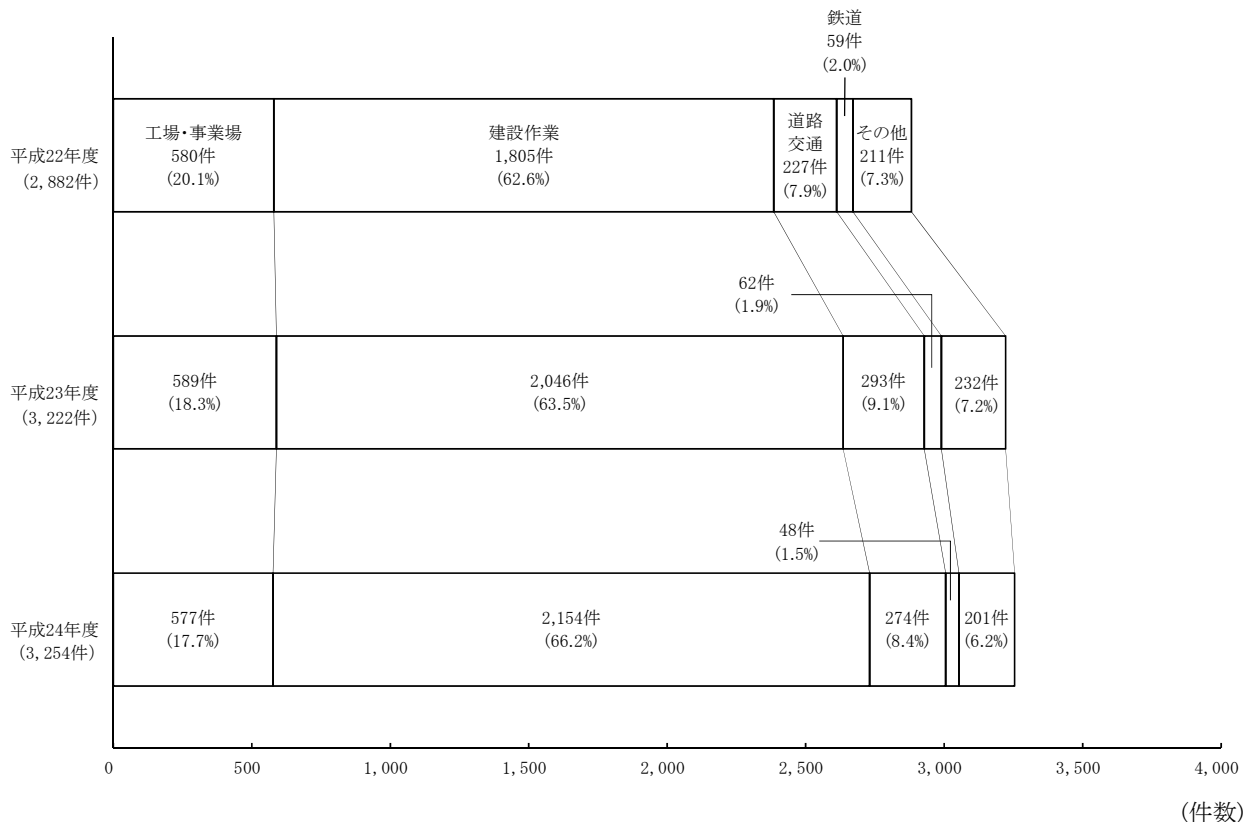 鉄道
59件
(2.0%)
平成22年度
(2,882件)
工場・事業場
580件
(20.1%)
建設作業
1,805件
(62.6%)
道路
交通
227件
(7.9%)
その他
211件
(7.3%)
62件
(1.9%)
平成23年度
(3,222件)
589件
(18.3%)
2,046件
(63.5%)
293件
(9.1%)
232件
(7.2%)
48件
(1.5%)
平成24年度
(3,254件)
577件
(17.7%)
2,154件
(66.2%)
274件
(8.4%)
201件
(6.2%)
0 500 1,000 1,500 2,000 2,500 3,000 3,500 4,000
(件数)